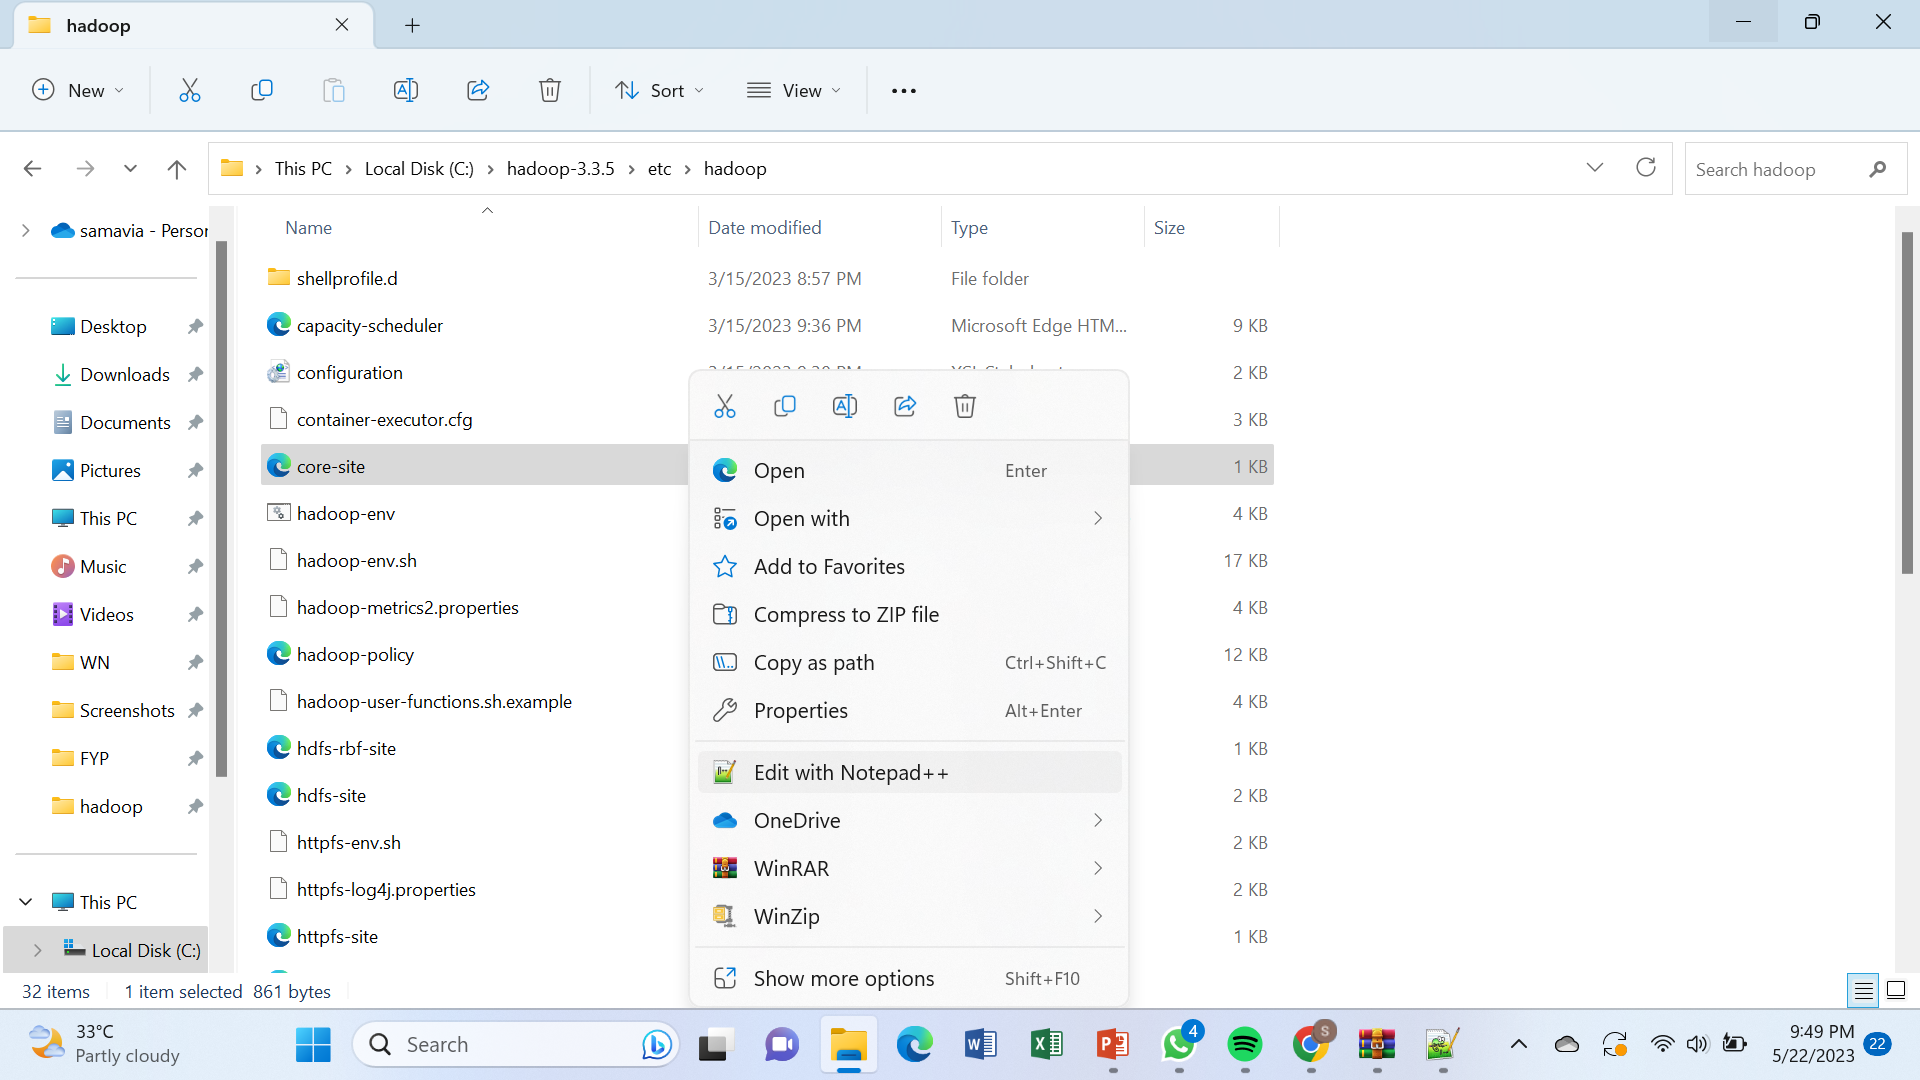 hadoop
New
Sort
View
This PC
Local Disk (C:)
hadoop-3.3.5
etc
hadoop
Search hadoop
samavia - Person
Desktop
Downloads
Documents
Pictures
This PC
Music
Videos
WN
Screenshots
FYP
hadoop
This PC
Local Disk (C:)
Name Date modified Type Size
shellprofile.d 3/15/2023 8:57 PM File folder
capacity-scheduler 3/15/2023 9:36 PM Microsoft Edge HTM... 9 KB
configuration 2 KB
container-executor.cfg 3 KB
core-site 1 KB
hadoop-env 4 KB
hadoop-env.sh 17 KB
hadoop-metrics2.properties 4 KB
hadoop-policy 12 KB
hadoop-user-functions.sh.example 4 KB
hdfs-rbf-site 1 KB
hdfs-site 2 KB
httpfs-env.sh 2 KB
httpfs-log4j.properties 2 KB
httpfs-site 1 KB
Open Enter
Open with
Add to Favorites
Compress to ZIP file
Copy as path Ctrl+Shift+C
Properties Alt+Enter
Edit with Notepad++
OneDrive
WinRAR
WinZip
Show more options Shift+F10
32 items 1 item selected 861 bytes
33°C
Partly cloudy
Search
4
S
9:49 PM
5/22/2023
22